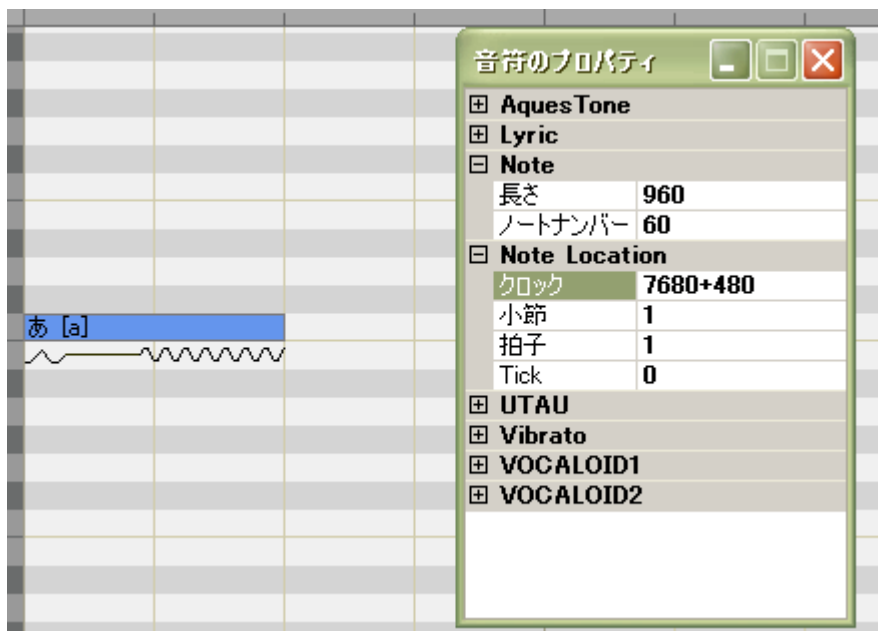 音符のプロパティ
AquesTone
Lyric
Note
長さ 960
ノートナンバー 60
Note Location
クロック 7680+480
小節 1
拍子 1
Tick 0
UTAU
Vibrato
VOCALOID1
VOCALOID2
あ [a]